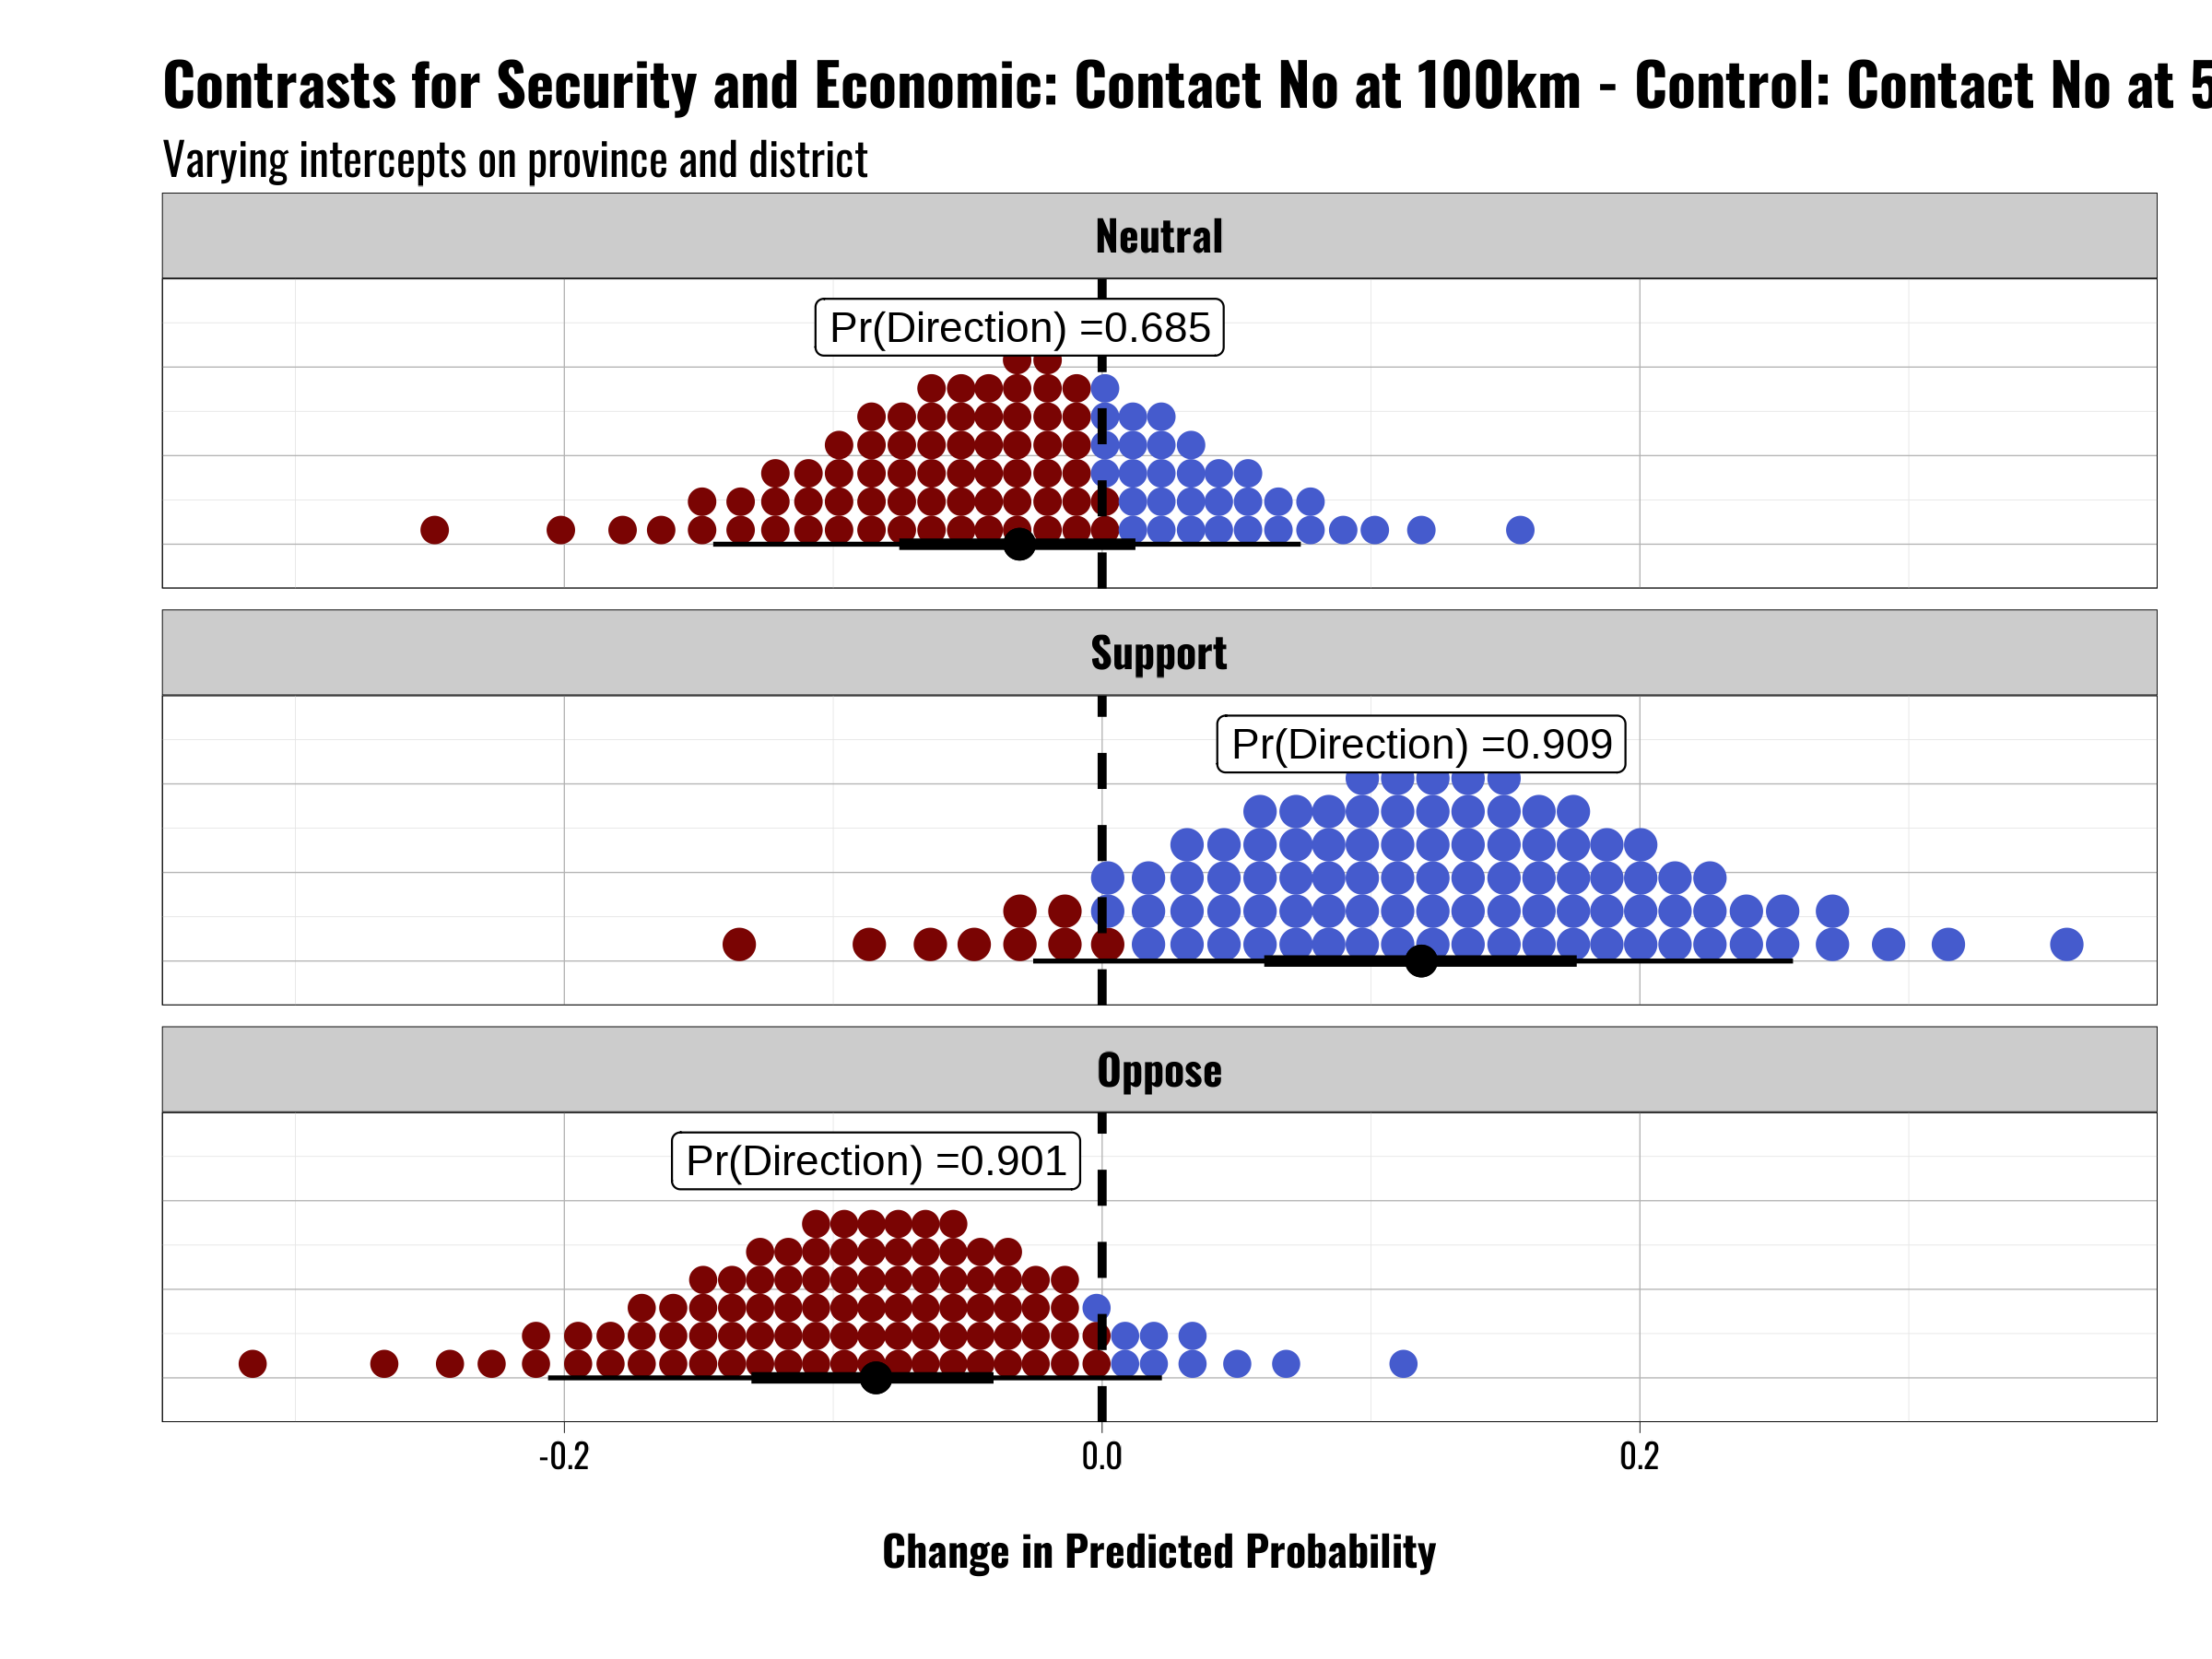 Contrasts for Security and Economic: Contact No at 100km - Control: Contact No at 5
Varying intercepts on province and district
Neutral
Pr(Direction) =0.685
Support
Pr(Direction) =0.909
Oppose
Pr(Direction) =0.901
-0.2 0.0 0.2
Change in Predicted Probability